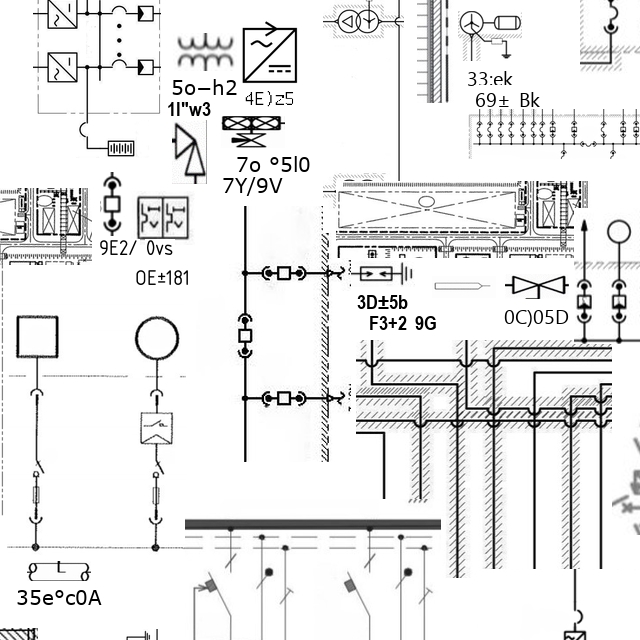 5o−h2
4E)z5
1l"w3
33:ek
69± Bk
7o °5l0
7Y/9V
9E2/ 0vs
OE±181
3D±5b
F3+2 9G
0C)05D
L
35e°c0A